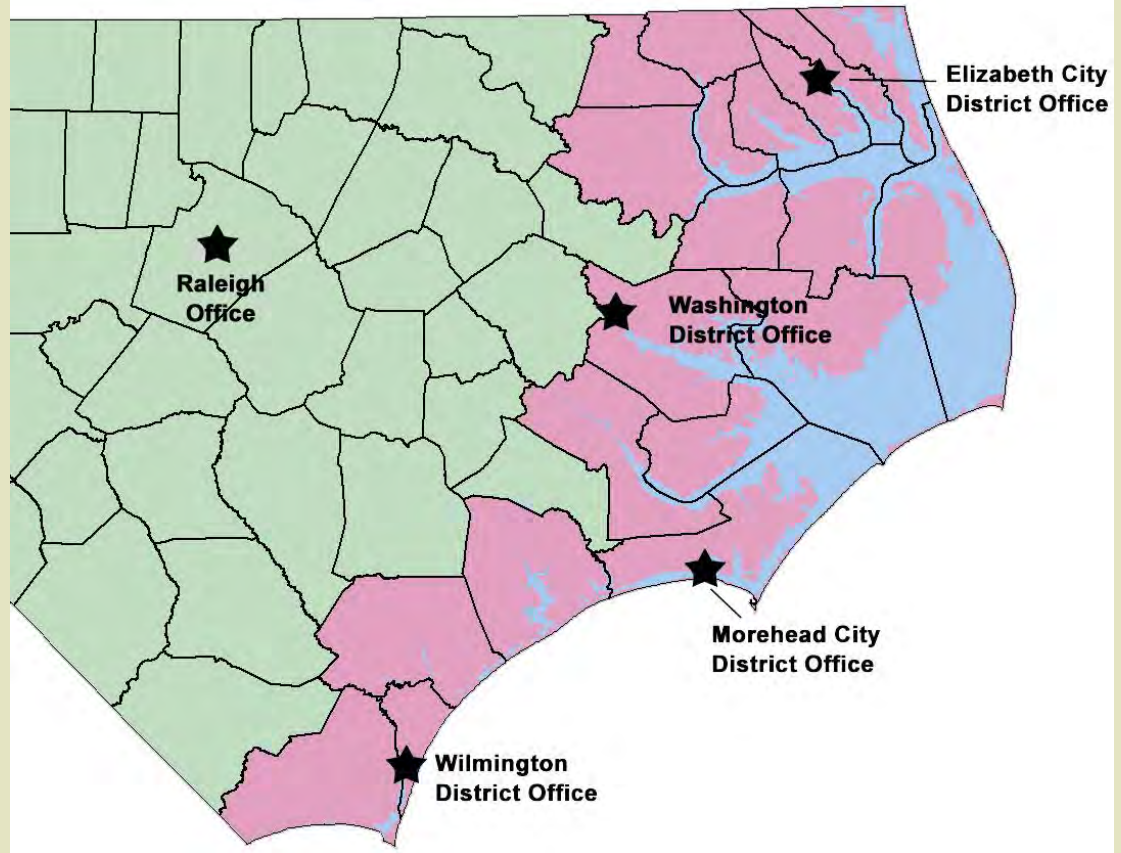 Elizabeth City
District Office
Raleigh
Office
Washington
District Office
Morehead City
District Office
Wilmington
District Office